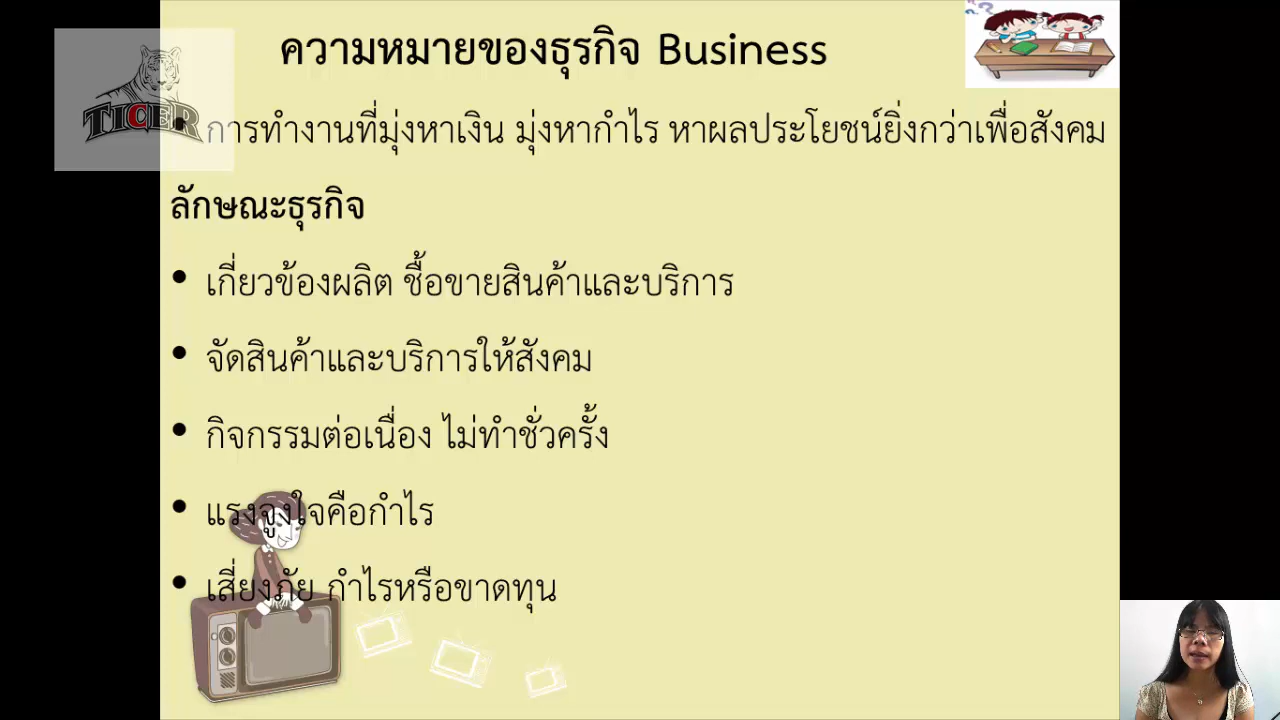 ความหมายของธุรกิจ Business
TIGER
• การทำงานที่มุ่งหาเงิน มุ่งหากำไร หาผลประโยชน์ยิ่งกว่าเพื่อสังคม
ลักษณะธุรกิจ
• เกี่ยวข้องผลิต ซื้อขายสินค้าและบริการ
• จัดสินค้าและบริการให้สังคม
• กิจกรรมต่อเนื่อง ไม่ทำชั่วครั้ง
• แรงจูงใจคือกำไร
• เสี่ยงภัย กำไรหรือขาดทุน